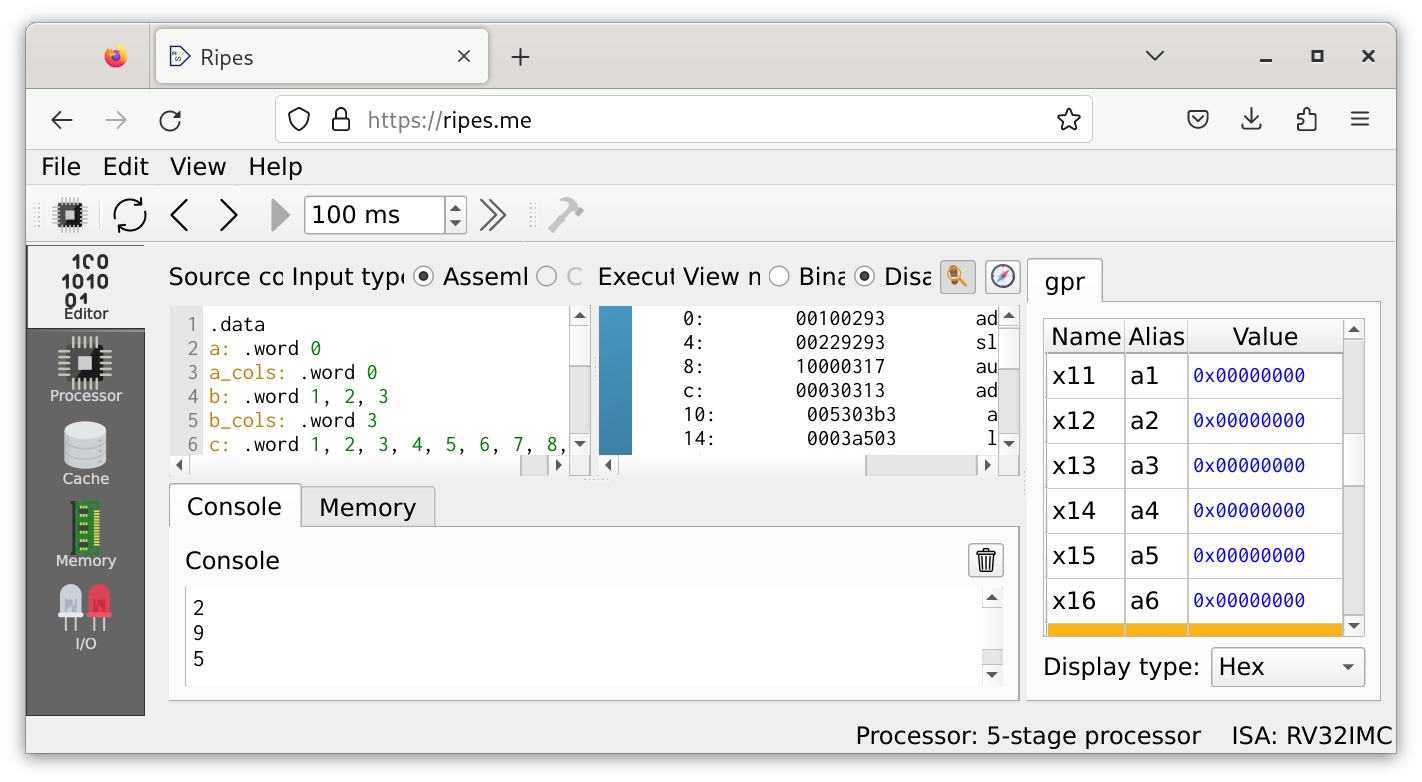 Ripes
https://ripes.me
File Edit View Help
100 ms
Editor
Processor
Cache
Memory
I/O
Source co Input type Assembl C Execut View m Bina Disa
1 .data
2 a: .word 0
3 a_cols: .word 0
4 b: .word 1, 2, 3
5 b_cols: .word 3
6 c: .word 1, 2, 3, 4, 5, 6, 7, 8,
0: 00100293 ad
4: 00229293 sl
8: 10000317 au
c: 00030313 ad
10: 005303b3 a
14: 0003a503 l
Console Memory
Console
2
9
5
gpr
Name Alias Value
x11 a1 0x00000000
x12 a2 0x00000000
x13 a3 0x00000000
x14 a4 0x00000000
x15 a5 0x00000000
x16 a6 0x00000000
Display type: Hex
Processor: 5-stage processor ISA: RV32IMC